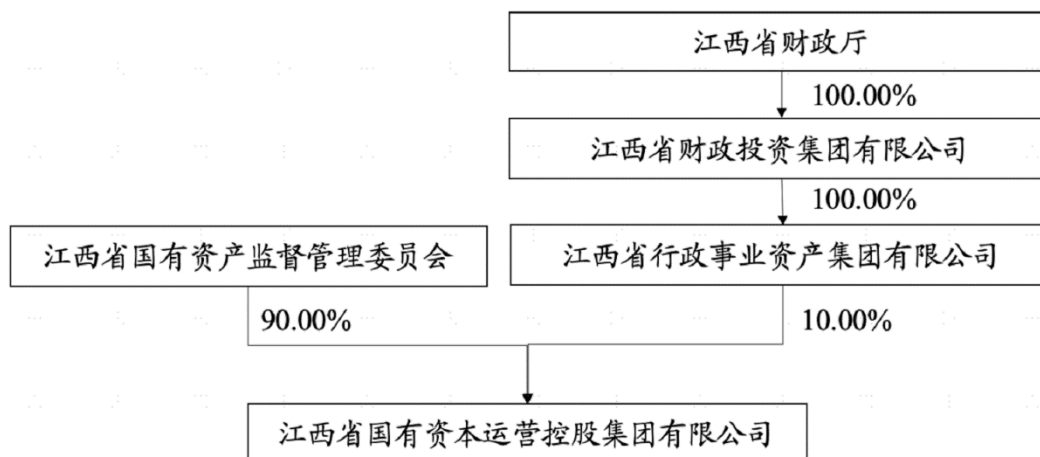 江西省财政厅
100.00%
江西省财政投资集团有限公司
100.00%
江西省国有资产监督管理委员会
江西省行政事业资产集团有限公司
90.00%
10.00%
江西省国有资本运营控股集团有限公司